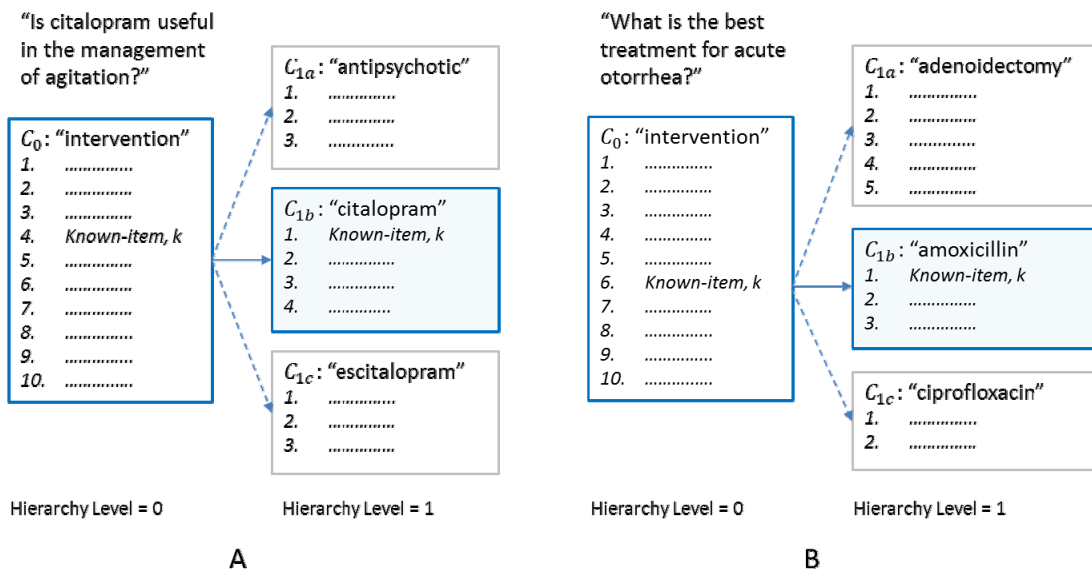 "Is citalopram useful
in the management
of agitation?"
C0: "intervention"
1. ...............
2. ...............
3. ...............
4. Known-item, k
5. ...............
6. ...............
7. ...............
8. ...............
9. ...............
10. ...............
C1a: "antipsychotic"
1. ...............
2. ...............
3. ...............
C1b: "citalopram"
1. Known-item, k
2. ...............
3. ...............
4. ..............
C1c: "escitalopram"
1. ...............
2. ...............
3. ...............
Hierarchy Level = 0
Hierarchy Level = 1
A
"What is the best
treatment for acute
otorrhea?"
C0: "intervention"
1. ...............
2. ...............
3. ...............
4. ...............
5. ...............
6. Known-item, k
7. ...............
8. ...............
9. ...............
10. ...............
C1a: "adenoidectomy"
1. ...............
2. ...............
3. ...............
4. ...............
5. ...............
C1b: "amoxicillin"
1. Known-item, k
2. ...............
3. ...............
C1c: "ciprofloxacin"
1. ...............
2. ...............
Hierarchy Level = 0
Hierarchy Level = 1
B